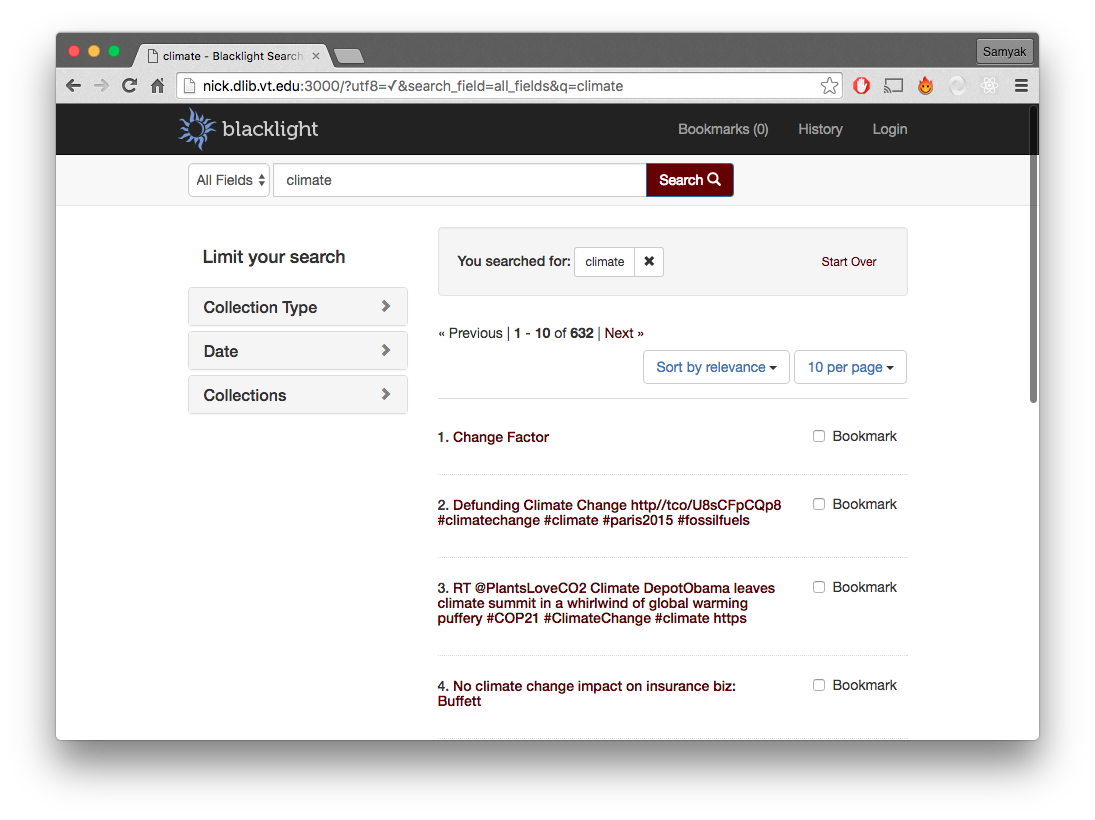 climate - Blacklight Search
Samyak
nick.dlib.vt.edu:3000/?utf8=✓&search_field=all_fields&q=climate
blacklight
Bookmarks (0) History Login
All Fields climate Search
Limit your search
Collection Type
Date
Collections
You searched for: climate ✖ Start Over
« Previous | 1 - 10 of 632 | Next »
Sort by relevance 10 per page
1. Change Factor
Bookmark
2. Defunding Climate Change http//tco/U8sCFpCQp8
#climatechange #climate #paris2015 #fossilfuels
Bookmark
3. RT @PlantsLoveCO2 Climate DepotObama leaves
climate summit in a whirlwind of global warming
puffery #COP21 #ClimateChange #climate https
Bookmark
4. No climate change impact on insurance biz:
Buffett
Bookmark